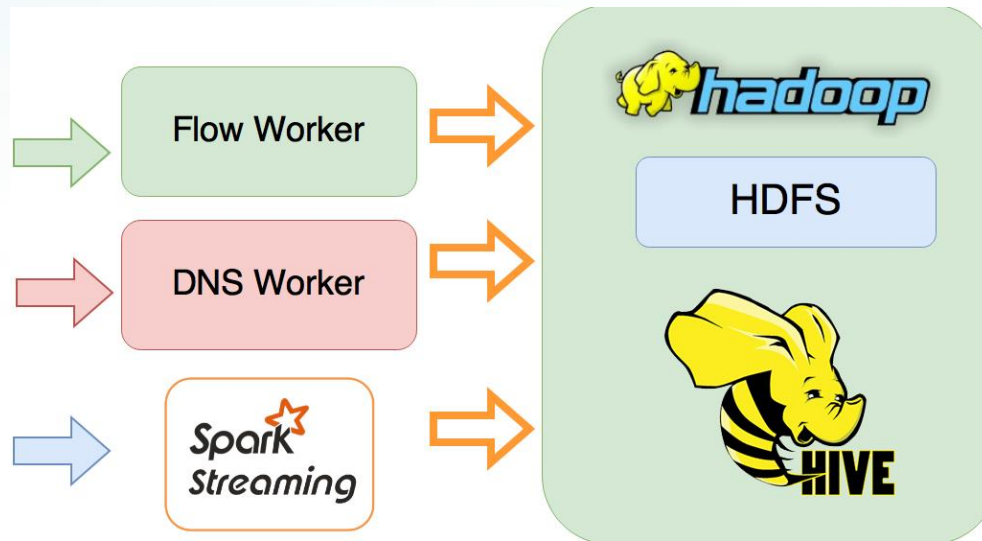 Flow Worker
DNS Worker
Spark
Streaming
hadoop
HDFS
HIVE